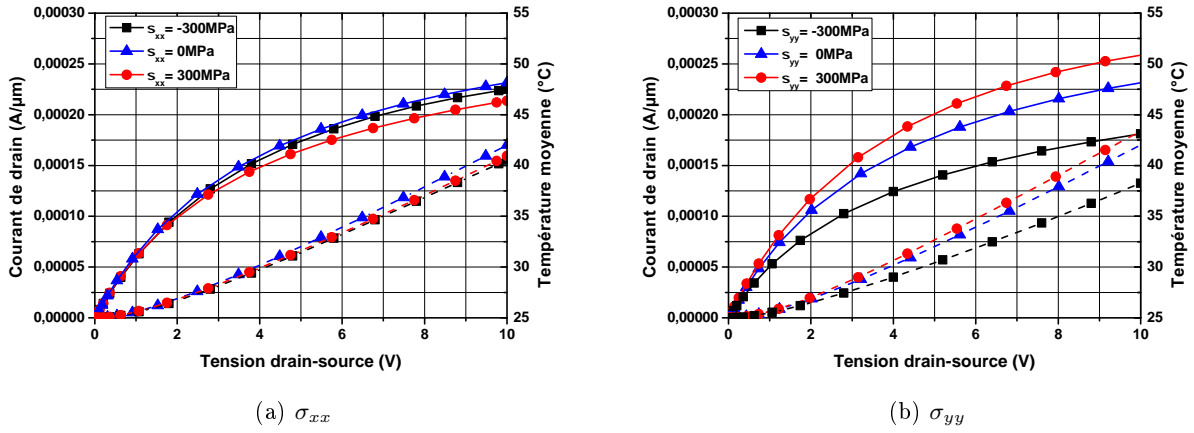 0,00030
0,00025
0,00020
0,00015
0,00010
0,00005
0,00000
Courant de drain (A/µm)
s_xx = -300MPa
s_xx = 0MPa
s_xx = 300MPa
55
50
45
40
35
30
25
Température moyenne (°C)
0 2 4 6 8 10
Tension drain-source (V)
(a) σ_xx
0,00030
0,00025
0,00020
0,00015
0,00010
0,00005
0,00000
Courant de drain (A/µm)
s_yy = -300MPa
s_yy = 0MPa
s_yy = 300MPa
55
50
45
40
35
30
25
Température moyenne (°C)
0 2 4 6 8 10
Tension drain-source (V)
(b) σ_yy